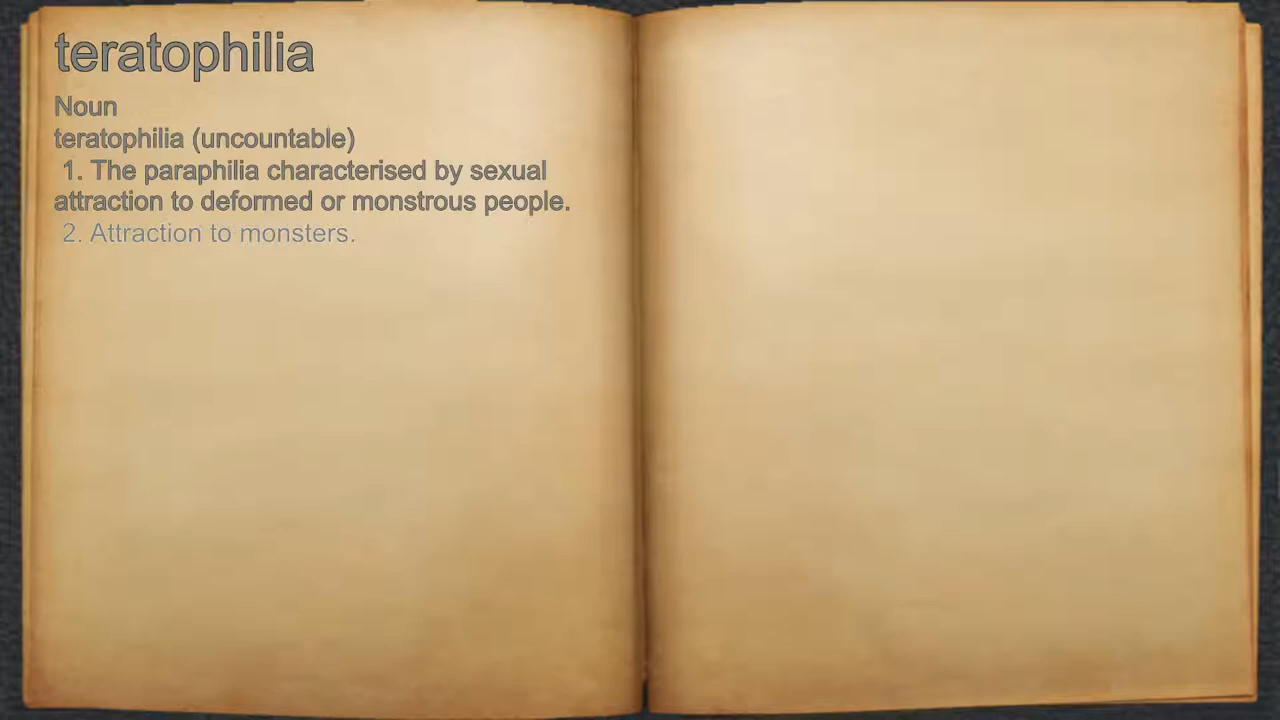 teratophilia
Noun
teratophilia (uncountable)
1. The paraphilia characterised by sexual
attraction to deformed or monstrous people.
2. Attraction to monsters.